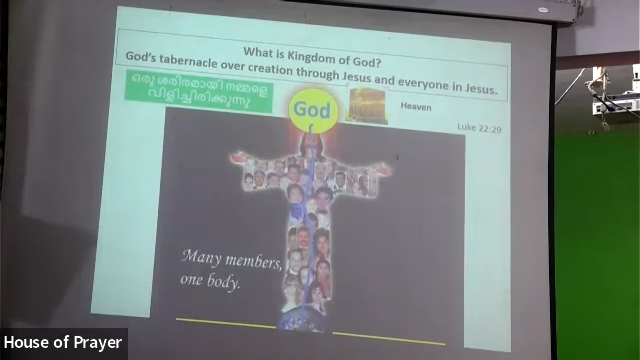 What is Kingdom of God?
God's tabernacle over creation through Jesus and everyone in Jesus.
ഒരു ശരീരമായി നമ്മളെ
വിളിച്ചിരിക്കുന്നു
God
Heaven
Luke 22:29
Many members,
one body.
House of Prayer